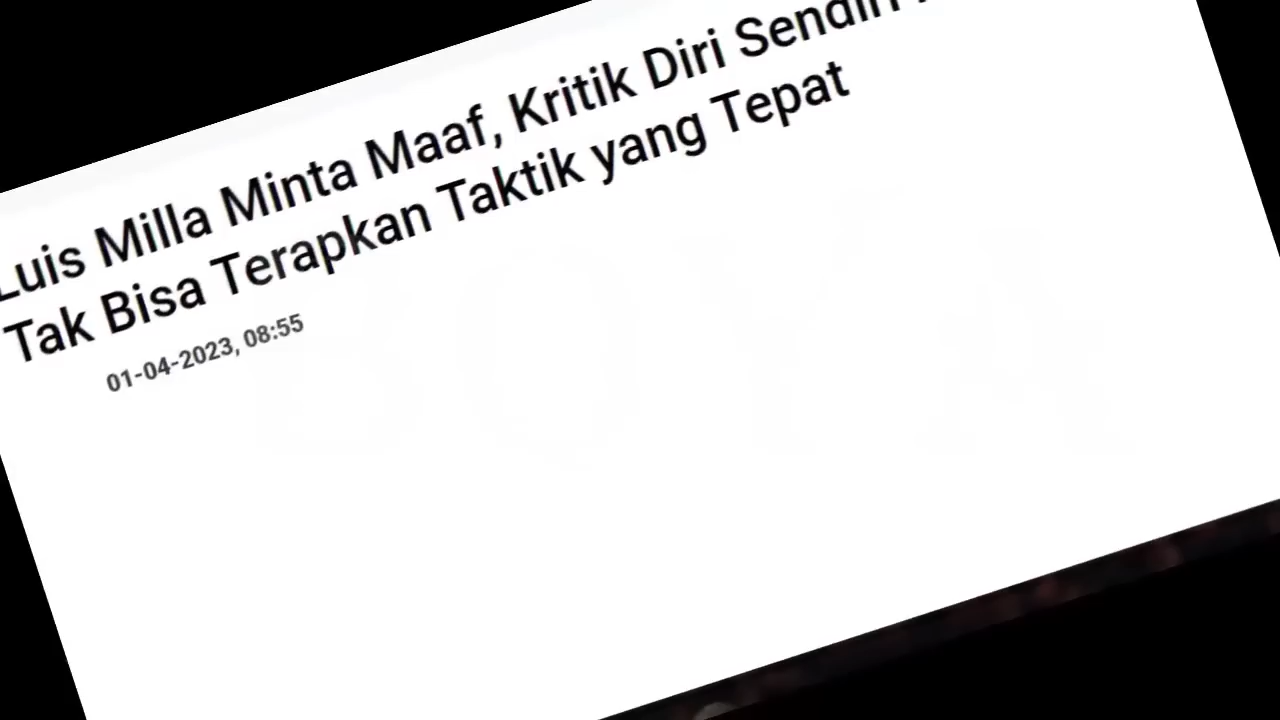 Luis Milla Minta Maaf, Kritik Diri Sendiri
Tak Bisa Terapkan Taktik yang Tepat
01-04-2023, 08:55